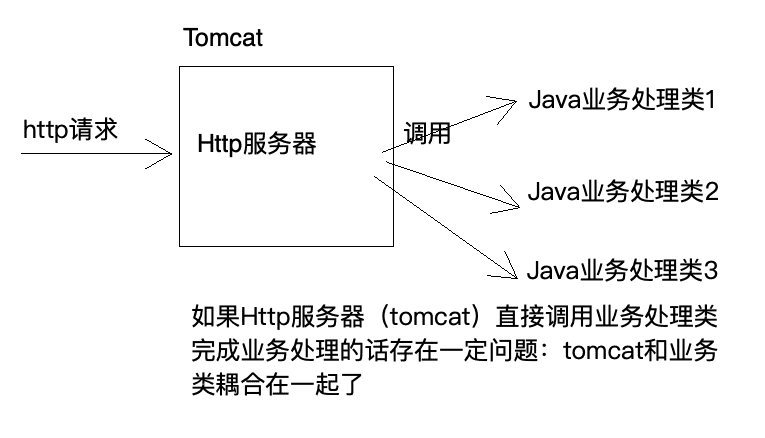 Tomcat
http请求
Http服务器
调用
Java业务处理类1
Java业务处理类2
Java业务处理类3
如果Http服务器（tomcat）直接调用业务处理类
完成业务处理的话存在一定问题：tomcat和业务
类耦合在一起了